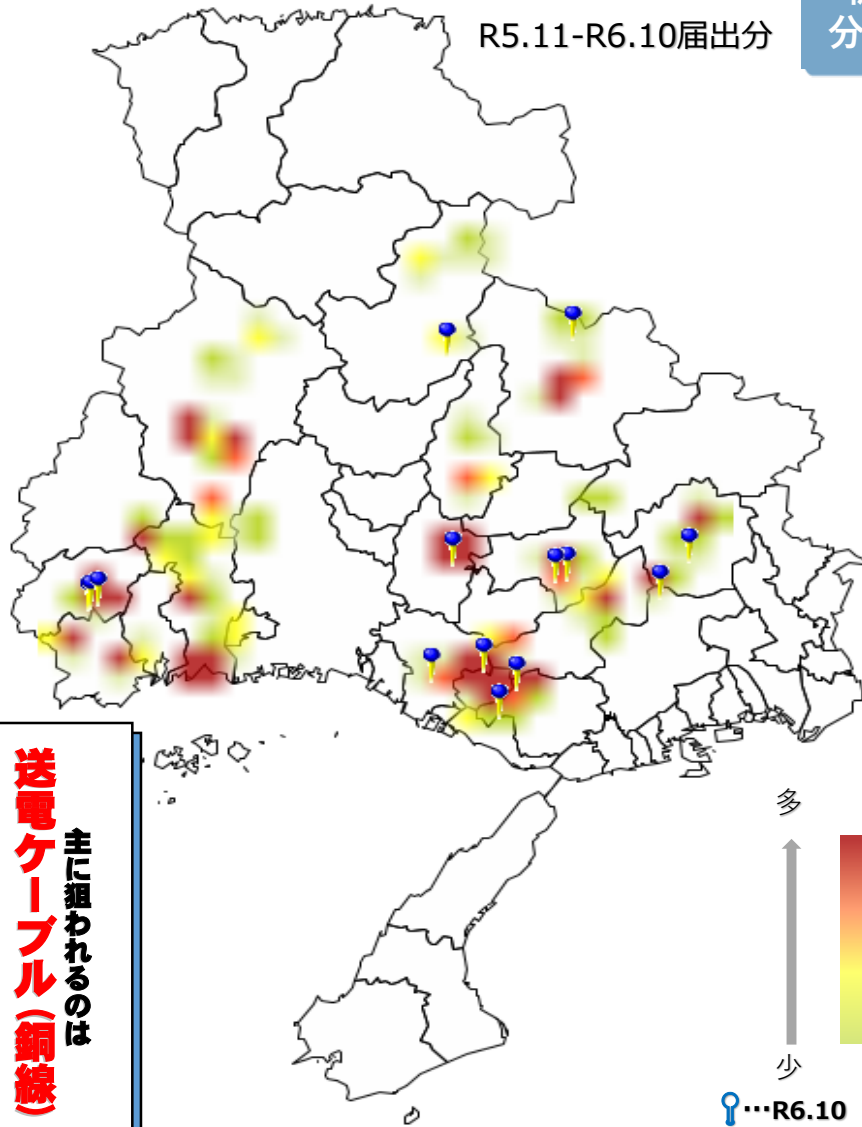 R5.11-R6.10届出分
分
主に狙われるのは
送電ケーブル（銅線）
多
少
…R6.10